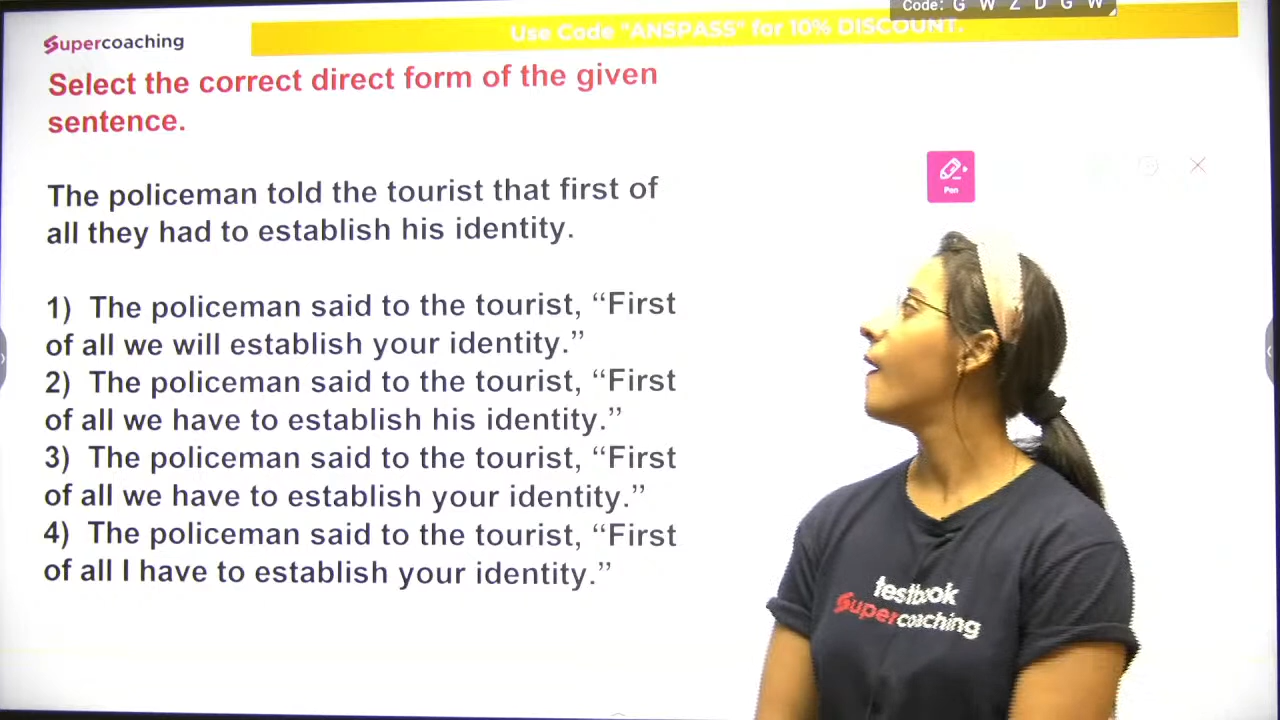 Code: G W Z D G W
Use Code "ANSPASS" for 10% DISCOUNT.
Supercoaching
Select the correct direct form of the given
sentence.
The policeman told the tourist that first of
all they had to establish his identity.
Pen
1) The policeman said to the tourist, “First
of all we will establish your identity.”
2) The policeman said to the tourist, “First
of all we have to establish his identity.”
3) The policeman said to the tourist, “First
of all we have to establish your identity.”
4) The policeman said to the tourist, “First
of all I have to establish your identity.”
testbook
Supercoaching